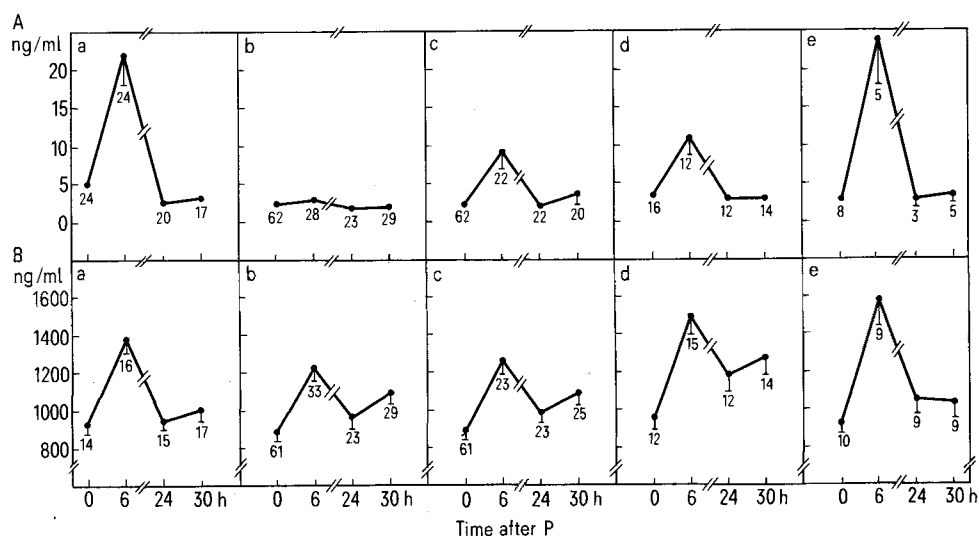 A
ng/ml
a b c d e
20
15
10
5
0
24 24 20 17
62 28 23 29
62 22 22 20
16 12 12 14
8 5 3 5
B
ng/ml
a b c d e
1600
1400
1200
1000
800
14 16 15 17
61 33 23 29
61 23 23 25
12 15 12 14
10 9 9 9
0 6 24 30 h 0 6 24 30 h 0 6 24 30 h 0 6 24 30 h 0 6 24 30 h
Time after P